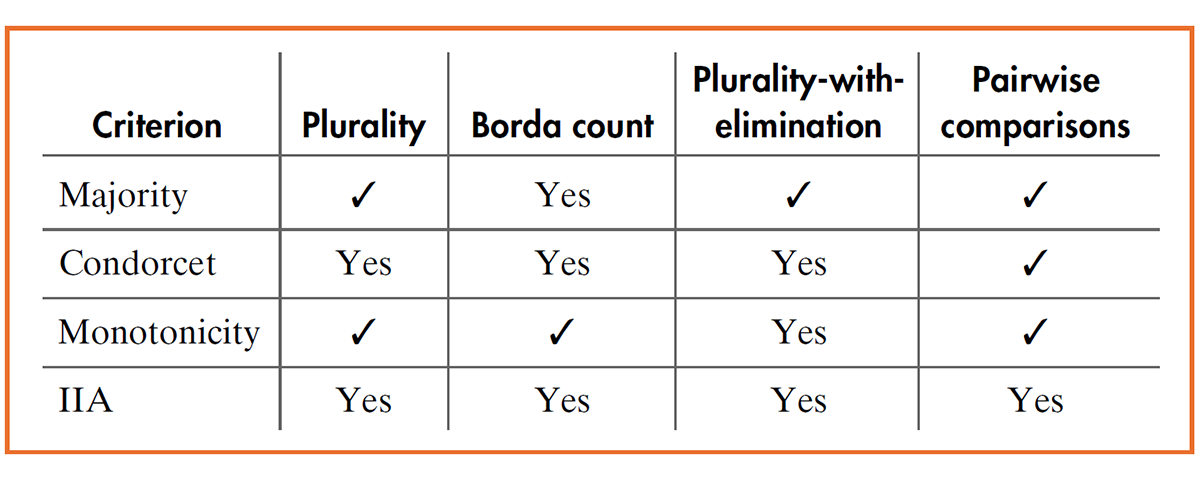 Criterion Plurality Borda count Plurality-with-elimination Pairwise comparisons
Majority ✓ Yes ✓ ✓
Condorcet Yes Yes Yes ✓
Monotonicity ✓ ✓ Yes ✓
IIA Yes Yes Yes Yes